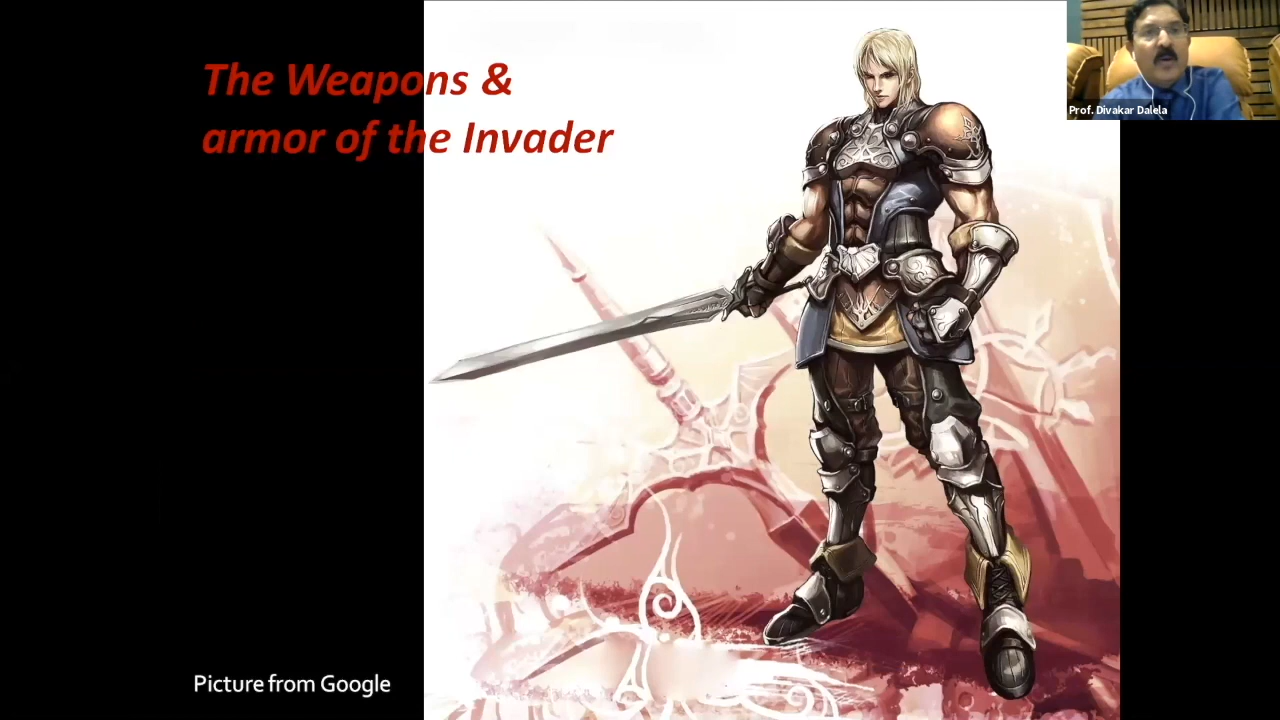 The Weapons &
armor of the Invader
Prof. Divakar Dalela
Picture from Google